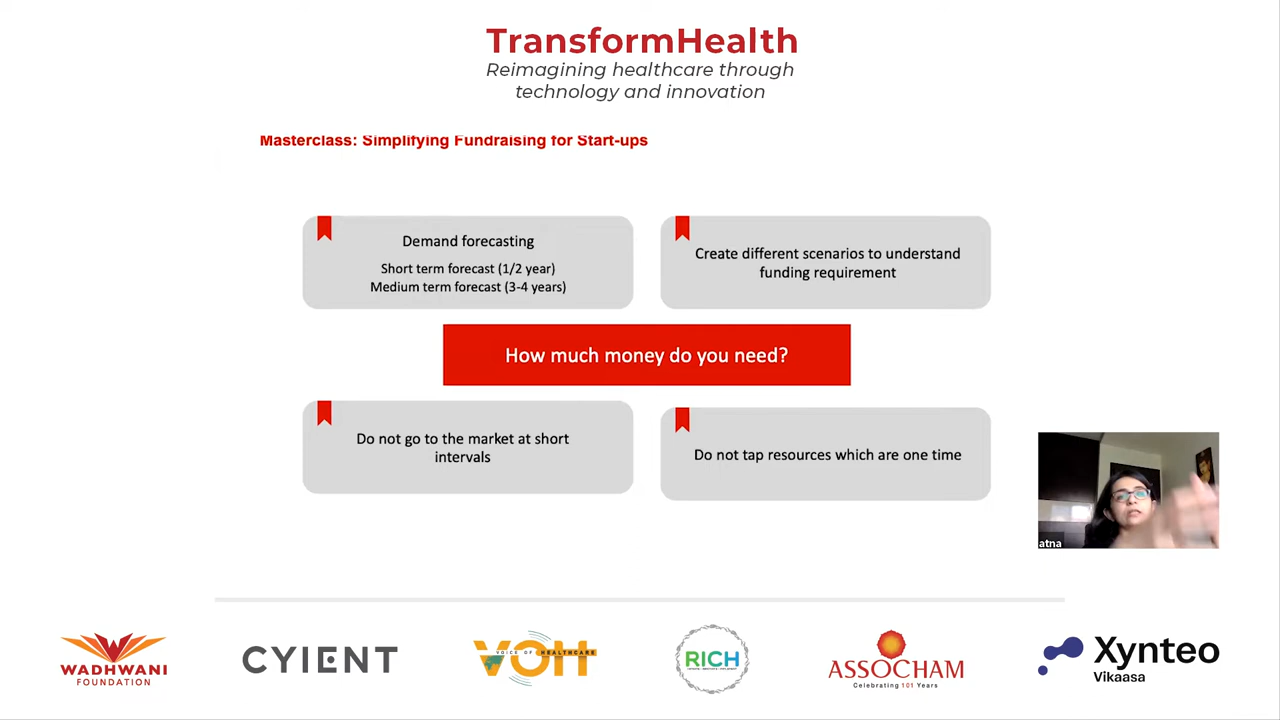 TransformHealth
Reimagining healthcare through
technology and innovation
Masterclass: Simplifying Fundraising for Start-ups
Demand forecasting
Short term forecast (1/2 year)
Medium term forecast (3-4 years)
Create different scenarios to understand
funding requirement
How much money do you need?
Do not go to the market at short
intervals
Do not tap resources which are one time
atna
WADHWANI
FOUNDATION
CYIENT
VOH
VOICE OF HEALTHCARE
RICH
ASSOCHAM
Celebrating 101 Years
Xynteo
Vikaasa